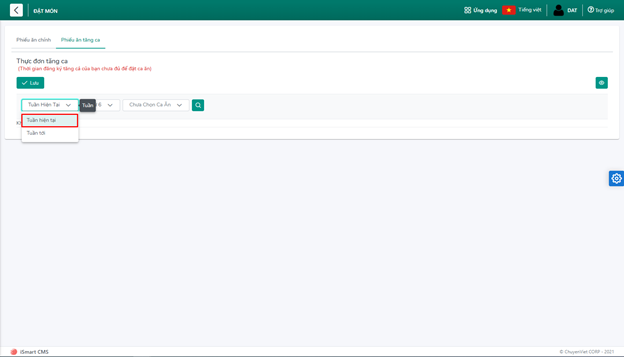 ĐẶT MÓN
Ứng dụng
Tiếng việt
DAT
Trợ giúp
Phiếu ăn chính
Phiếu ăn tăng ca
Thực đơn tăng ca
(Thời gian đăng ký tăng cả của bạn chưa đủ để đặt ca ăn)
Lưu
Tuần Hiện Tại
Tuần
6
Chưa Chọn Ca Ăn
Tuần hiện tại
Tuần tới
iSmart CMS
© ChuyenViet CORP - 2021